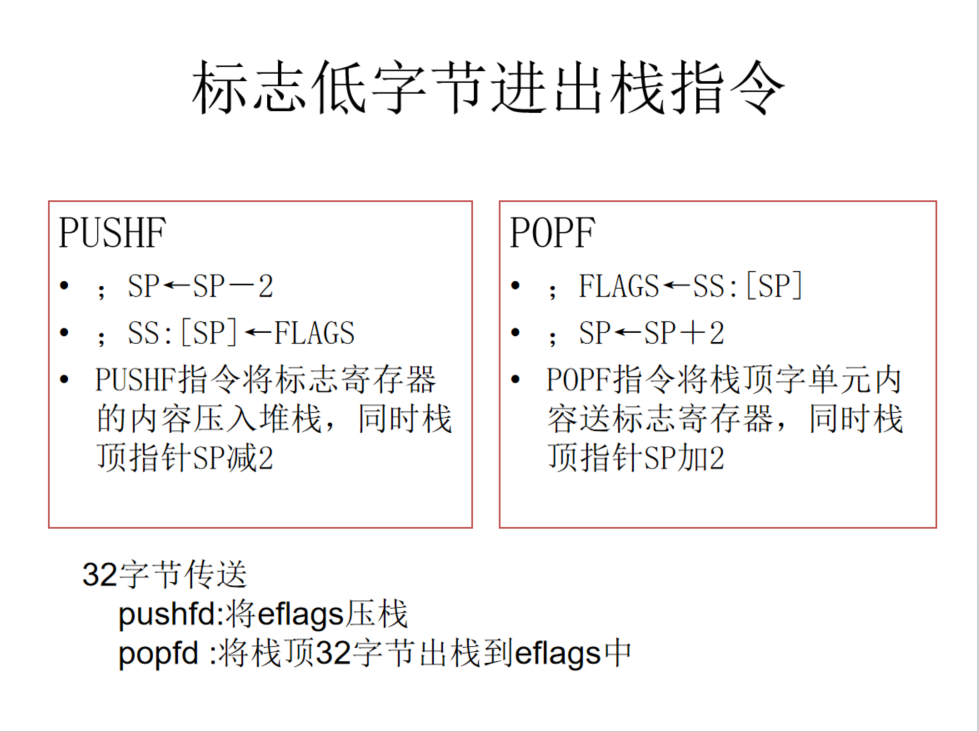 标志低字节进出栈指令
PUSHF
• ；SP←SP－2
• ；SS:[SP]←FLAGS
• PUSHF指令将标志寄存器
的内容压入堆栈，同时栈
顶指针SP减2
POPF
• ；FLAGS←SS:[SP]
• ；SP←SP＋2
• POPF指令将栈顶字单元内
容送标志寄存器，同时栈
顶指针SP加2
32字节传送
pushfd:将eflags压栈
popfd :将栈顶32字节出栈到eflags中